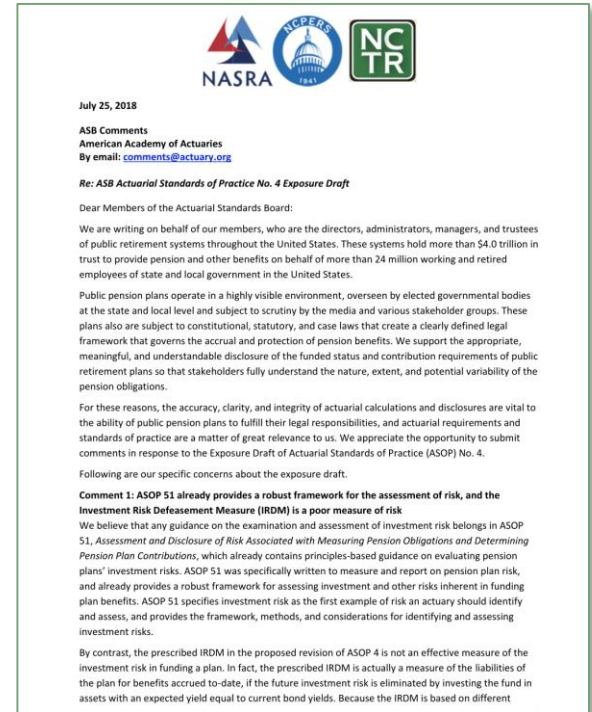 NASRA
NCPERS
1941
NC
TR
July 25, 2018
ASB Comments
American Academy of Actuaries
By email: comments@actuary.org
Re: ASB Actuarial Standards of Practice No. 4 Exposure Draft
Dear Members of the Actuarial Standards Board:
We are writing on behalf of our members, who are the directors, administrators, managers, and trustees
of public retirement systems throughout the United States. These systems hold more than $4.0 trillion in
trust to provide pension and other benefits on behalf of more than 24 million working and retired
employees of state and local government in the United States.
Public pension plans operate in a highly visible environment, overseen by elected governmental bodies
at the state and local level and subject to scrutiny by the media and various stakeholder groups. These
plans also are subject to constitutional, statutory, and case laws that create a clearly defined legal
framework that governs the accrual and protection of pension benefits. We support the appropriate,
meaningful, and understandable disclosure of the funded status and contribution requirements of public
retirement plans so that stakeholders fully understand the nature, extent, and potential variability of the
pension obligations.
For these reasons, the accuracy, clarity, and integrity of actuarial calculations and disclosures are vital to
the ability of public pension plans to fulfill their legal responsibilities, and actuarial requirements and
standards of practice are a matter of great relevance to us. We appreciate the opportunity to submit
comments in response to the Exposure Draft of Actuarial Standards of Practice (ASOP) No. 4.
Following are our specific concerns about the exposure draft.
Comment 1: ASOP 51 already provides a robust framework for the assessment of risk, and the
Investment Risk Defeasement Measure (IRDM) is a poor measure of risk
We believe that any guidance on the examination and assessment of investment risk belongs in ASOP
51, Assessment and Disclosure of Risk Associated with Measuring Pension Obligations and Determining
Pension Plan Contributions, which already contains principles-based guidance on evaluating pension
plans' investment risks. ASOP 51 was specifically written to measure and report on pension plan risk,
and already provides a robust framework for assessing investment and other risks inherent in funding
plan benefits. ASOP 51 specifies investment risk as the first example of risk an actuary should identify
and assess, and provides the framework, methods, and considerations for identifying and assessing
investment risks.
By contrast, the prescribed IRDM in the proposed revision of ASOP 4 is not an effective measure of the
investment risk in funding a plan. In fact, the prescribed IRDM is actually a measure of the liabilities of
the plan for benefits accrued to-date, if the future investment risk is eliminated by investing the fund in
assets with an expected yield equal to current bond yields. Because the IRDM is based on different